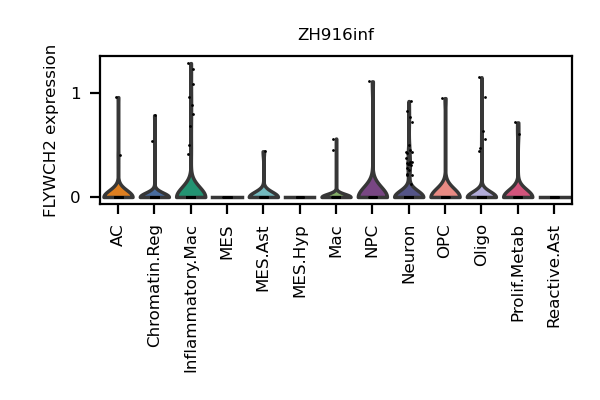 ZH916inf
FLYWCH2 expression
1
0
AC
Chromatin.Reg
Inflammatory.Mac
MES
MES.Ast
MES.Hyp
Mac
NPC
Neuron
OPC
Oligo
Prolif.Metab
Reactive.Ast